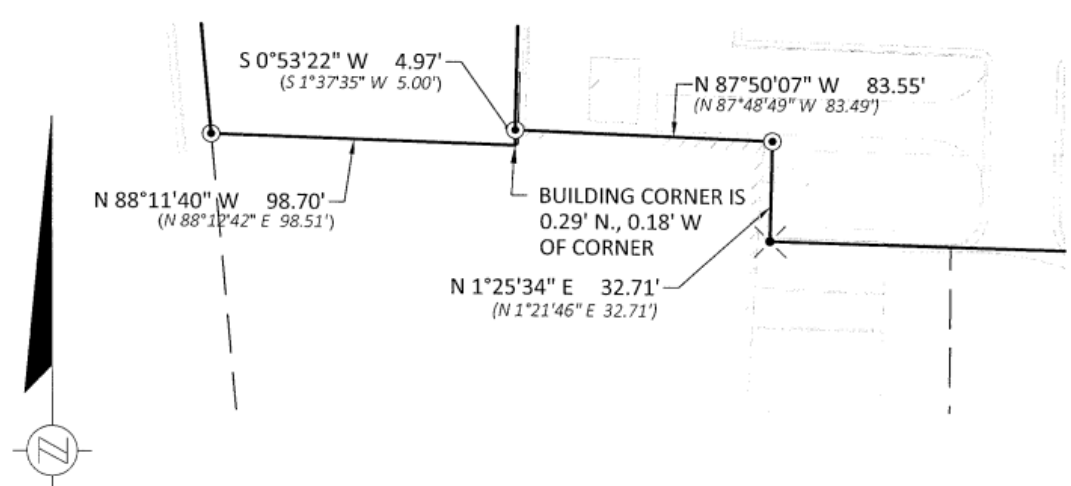 S 0°53'22" W 4.97'
(S 1°37'35" W 5.00')
N 87°50'07" W 83.55'
(N 87°48'49" W 83.49')
N 88°11'40" W 98.70'
(N 88°12'42" E 98.51')
BUILDING CORNER IS
0.29' N., 0.18' W
OF CORNER
N 1°25'34" E 32.71'
(N 1°21'46" E 32.71')
N